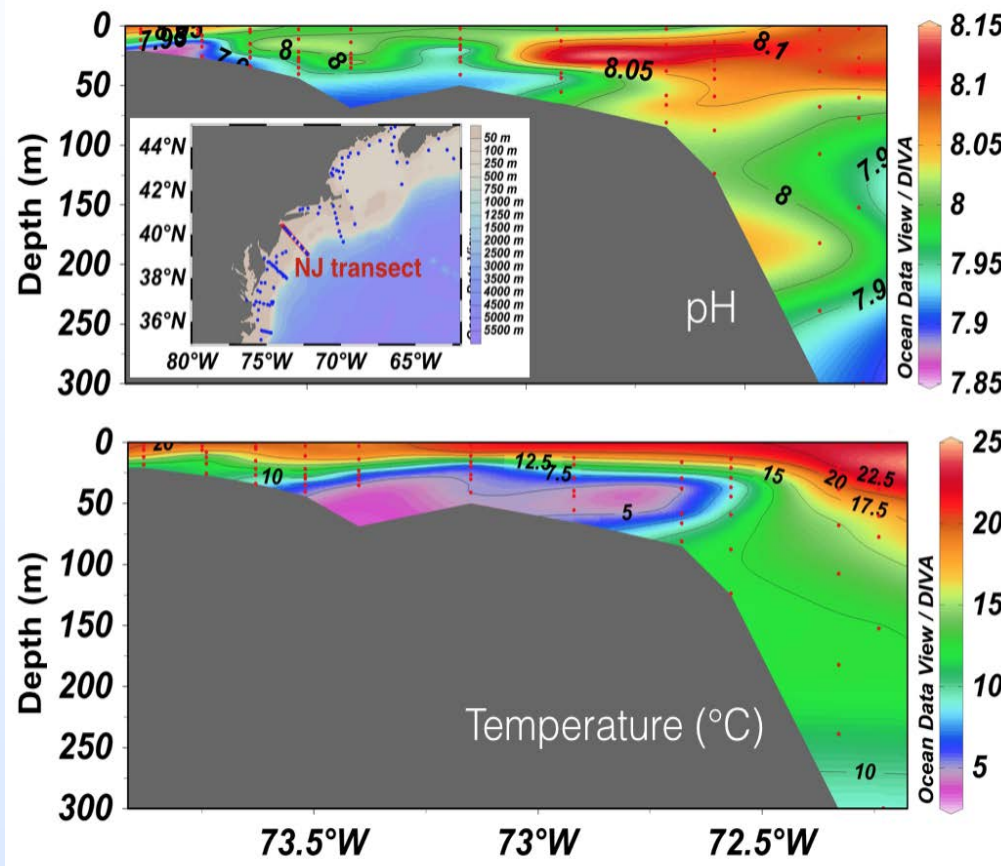 0
50
100
150
200
250
300
Depth (m)
8
8
8.05
8.1
8
pH
8.15
8.1
8.05
8
7.95
7.9
7.85
Ocean Data View / DIVA
44°N
42°N
40°N
38°N
36°N
80°W 75°W 70°W 65°W
NJ transect
50 m
100 m
250 m
500 m
750 m
1000 m
1250 m
1500 m
2000 m
2500 m
3000 m
3500 m
4000 m
4500 m
5000 m
5500 m
0
50
100
150
200
250
300
Depth (m)
20
10
12.5
7.5
5
15
20
22.5
17.5
10
Temperature (°C)
25
20
15
10
5
Ocean Data View / DIVA
73.5°W 73°W 72.5°W